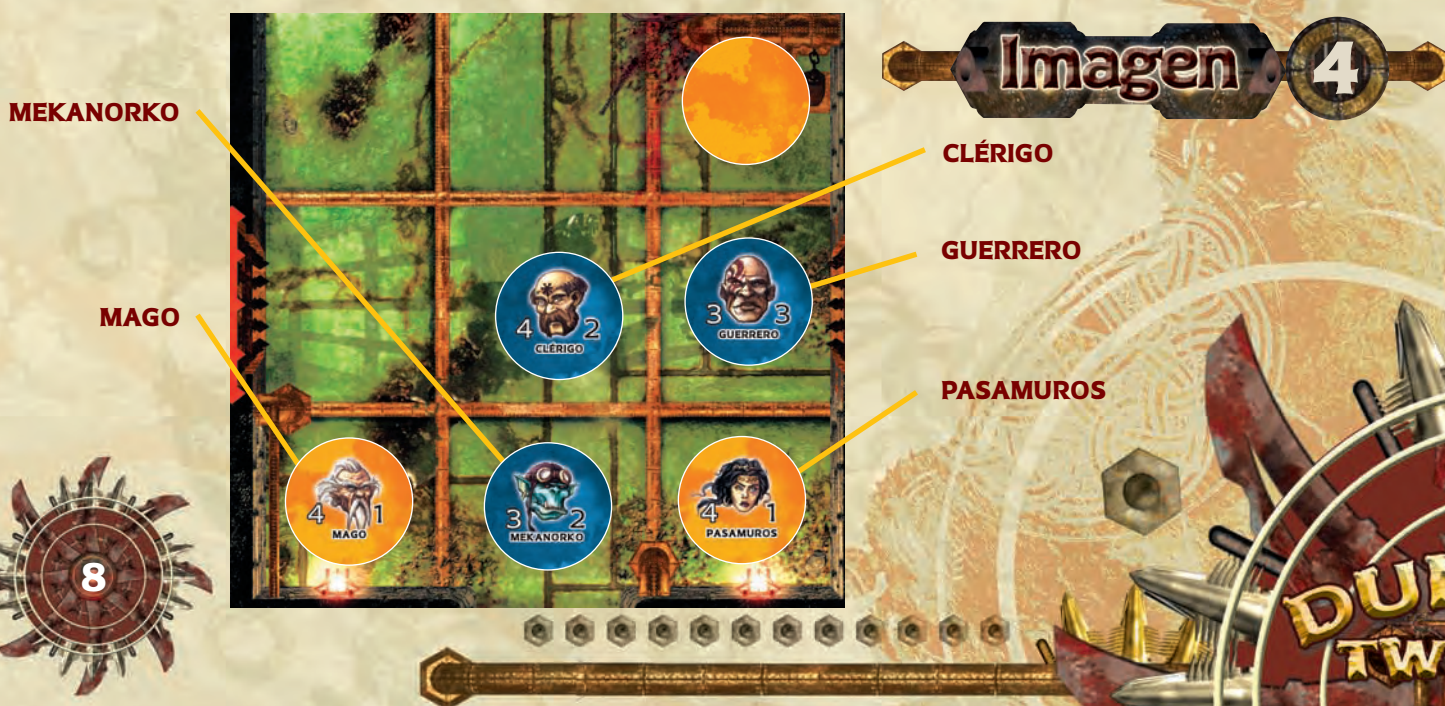 Imagen 4
MEKANORKO
CLÉRIGO
GUERRERO
MAGO
PASAMUROS
4 2
CLÉRIGO
3 3
GUERRERO
4 1
MAGO
3 2
MEKANORKO
4 1
PASAMUROS
8